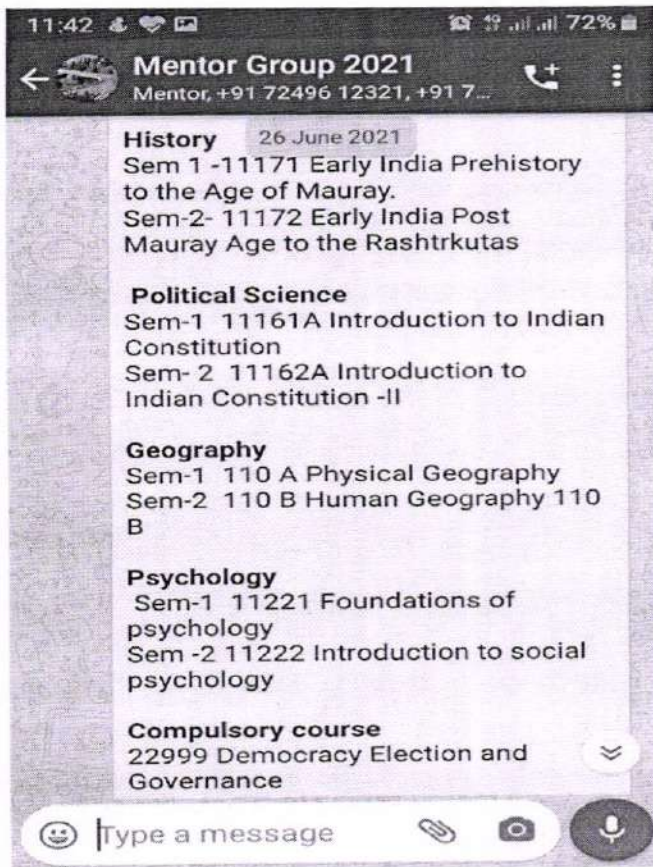 11:42 72%
Mentor Group 2021
Mentor, +91 72496 12321, +91 7...
26 June 2021
History
Sem 1 -11171 Early India Prehistory
to the Age of Mauray.
Sem-2- 11172 Early India Post
Mauray Age to the Rashtrkutas
Political Science
Sem-1 11161A Introduction to Indian
Constitution
Sem- 2 11162A Introduction to
Indian Constitution -II
Geography
Sem-1 110 A Physical Geography
Sem-2 110 B Human Geography 110
B
Psychology
Sem-1 11221 Foundations of
psychology
Sem -2 11222 Introduction to social
psychology
Compulsory course
22999 Democracy Election and
Governance
Type a message